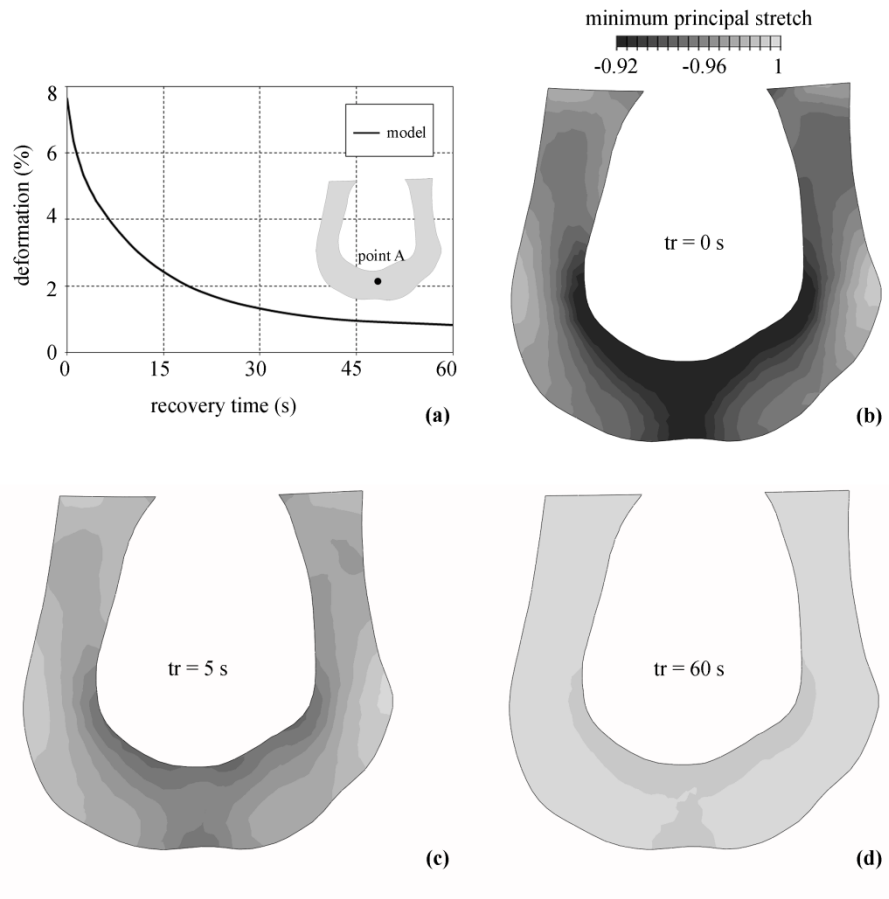 minimum principal stretch
-0.92 -0.96 1
8
6
4
2
0
deformation (%)
model
point A
0 15 30 45 60
recovery time (s)
(a)
tr = 0 s
(b)
tr = 5 s
(c)
tr = 60 s
(d)